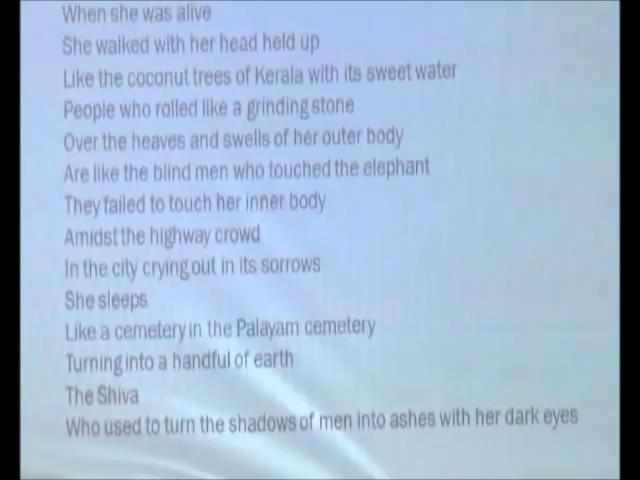 When she was alive
She walked with her head held up
Like the coconut trees of Kerala with its sweet water
People who rolled like a grinding stone
Over the heaves and swells of her outer body
Are like the blind men who touched the elephant
They failed to touch her inner body
Amidst the highway crowd
In the city crying out in its sorrows
She sleeps
Like a cemetery in the Palayam cemetery
Turning into a handful of earth
The Shiva
Who used to turn the shadows of men into ashes with her dark eyes